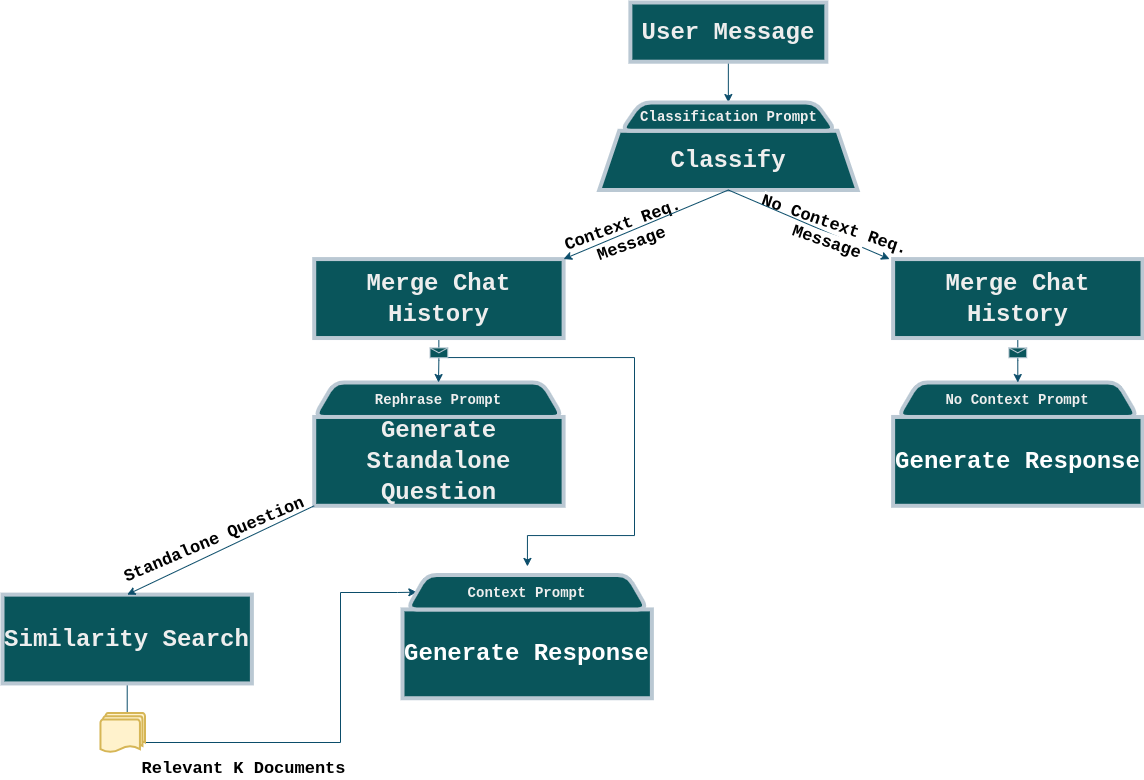 User Message
Classification Prompt
Classify
Context Req.
Message
No Context Req.
Message
Merge Chat
History
Merge Chat
History
Rephrase Prompt
Generate
Standalone
Question
No Context Prompt
Generate Response
Standalone Question
Similarity Search
Context Prompt
Generate Response
Relevant K Documents